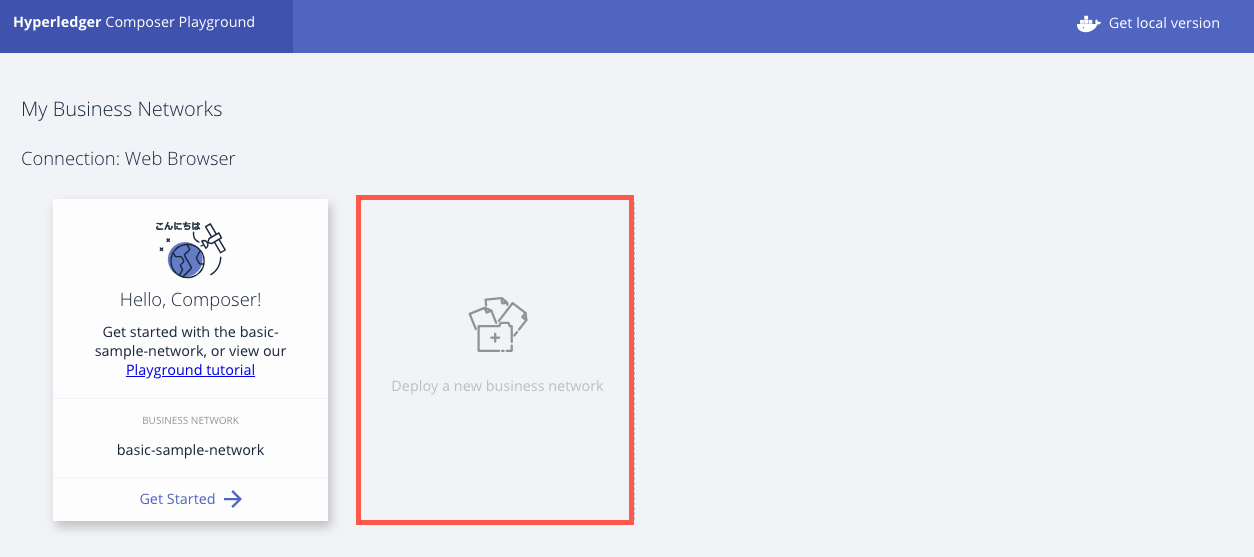 Hyperledger Composer Playground
Get local version
My Business Networks
Connection: Web Browser
こんにちは
Hello, Composer!
Get started with the basic-
sample-network, or view our
Playground tutorial
BUSINESS NETWORK
basic-sample-network
Get Started
Deploy a new business network